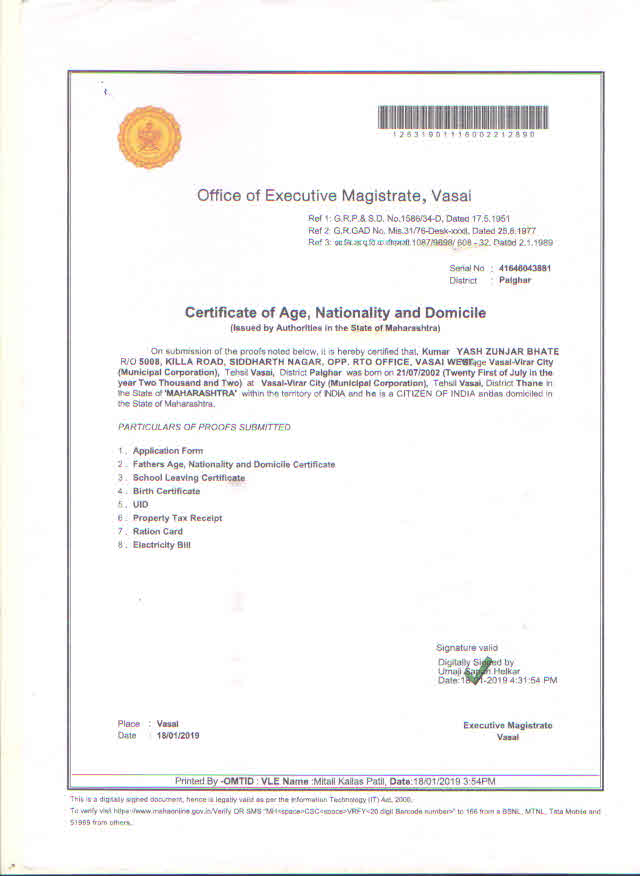 12631901116002212890
Office of Executive Magistrate, Vasai
Ref 1: G.R.P.& S.D. No.1586/34-D, Dated 17.5.1951
Ref 2: G.R.GAD No. Mis.31/76-Desk-xxxii, Dated 25.8.1977
Ref 3: 1087/9898/ 608 - 32, Dated 2.1.1989
Serial No : 41646043881
District : Palghar
Certificate of Age, Nationality and Domicile
(Issued by Authorities in the State of Maharashtra)
On submission of the proofs noted below, it is hereby certified that, Kumar YASH ZUNJAR BHATE
R/O 5008, KILLA ROAD, SIDDHARTH NAGAR, OPP. RTO OFFICE, VASAI Vasai-Virar City
(Municipal Corporation), Tehsil Vasai, District Palghar was born on 21/07/2002 (Twenty First of July in the
year Two Thousand and Two) at Vasai-Virar City (Municipal Corporation), Tehsil Vasai, District Thane in
the State of 'MAHARASHTRA' within the territory of INDIA and he is a CITIZEN OF INDIA andas domiciled in
the State of Maharashtra.
PARTICULARS OF PROOFS SUBMITTED
1 . Application Form
2 . Fathers Age, Nationality and Domicile Certificate
3 . School Leaving Certificate
4 . Birth Certificate
5 . UID
6 . Property Tax Receipt
7 . Ration Card
8 . Electricity Bill
Signature valid
Digitally Signed by
Umaji Helkar
Date:18-01-2019 4:31:54 PM
Place : Vasai
Date : 18/01/2019
Executive Magistrate
Vasai
Printed By -OMTID : VLE Name :Mitali Kailas Patil, Date:18/01/2019 3:54PM
This is a digitally signed document, hence is legally valid as per the Information Technology (IT) Act, 2000.
To verify visit https://www.mahaonline.gov.in/Verify OR SMS "MH<space>CSC<space>VRFY<20 digit Barcode number>" to 166 from a BSNL, MTNL, Tata Mobile and
51969 from others.